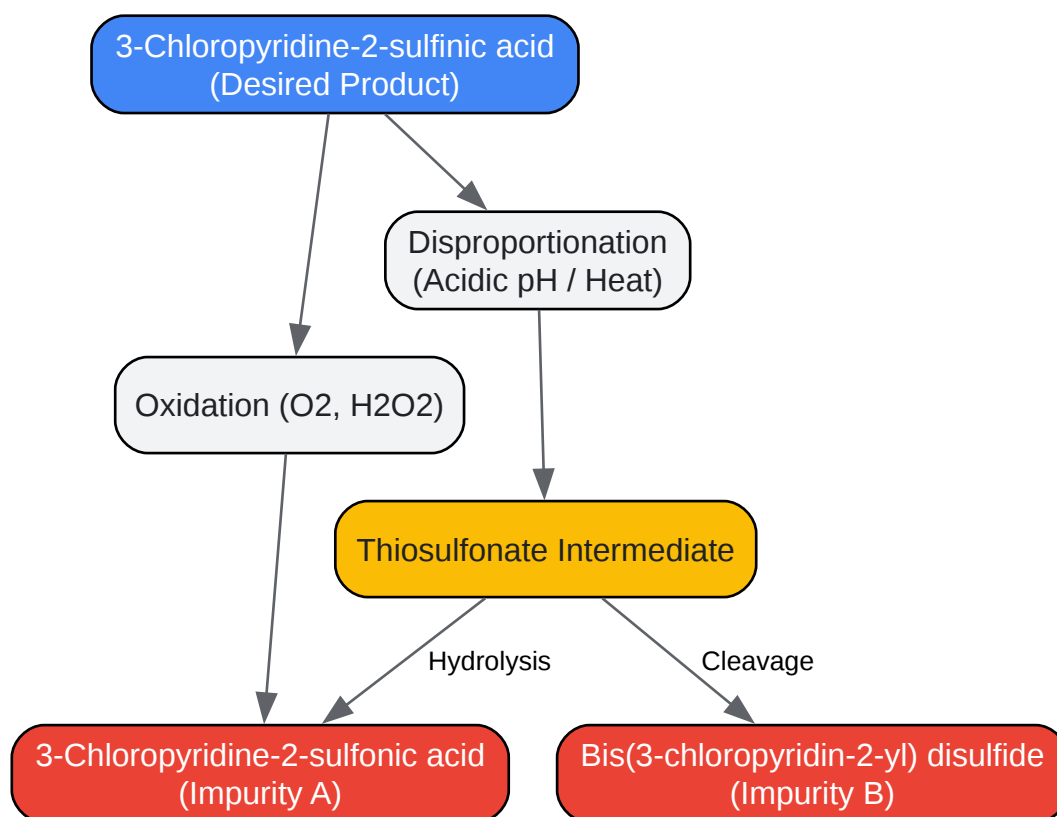 3-Chloropyridine-2-sulfinic acid
(Desired Product)
Disproportionation
(Acidic pH / Heat)
Oxidation (O2, H2O2)
Thiosulfonate Intermediate
Hydrolysis
Cleavage
3-Chloropyridine-2-sulfonic acid
(Impurity A)
Bis(3-chloropyridin-2-yl) disulfide
(Impurity B)